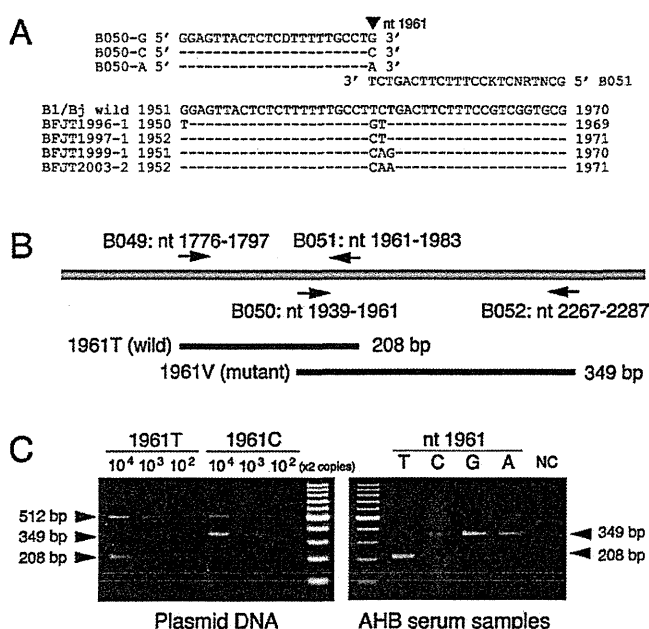 A
nt 1961
B050-G 5' GGAGTTACTCTCDTTTTTGCCTG 3'
B050-C 5' ----------------------C 3'
B050-A 5' ----------------------A 3'
3' TCTGACTTCTTTCCKTCNRTNCG 5' B051
B1/Bj wild 1951 GGAGTTACTCTCTTTTTTGCCTTCTGACTTCTTTCCGTCGGTGCG 1970
BFJT1996-1 1950 T---------------------GT--------------------- 1969
BFJT1997-1 1952 ----------------------CT--------------------- 1971
BFJT1999-1 1951 ----------------------CAG-------------------- 1970
BFJT2003-2 1952 ----------------------CAA-------------------- 1971
B
B049: nt 1776-1797 B051: nt 1961-1983
B050: nt 1939-1961 B052: nt 2267-2287
1961T (wild) 208 bp
1961V (mutant) 349 bp
C
1961T 1961C nt 1961
10⁴ 10³ 10² 10⁴ 10³ 10² (x2 copies) T C G A NC
512 bp
349 bp 349 bp
208 bp 208 bp
Plasmid DNA AHB serum samples